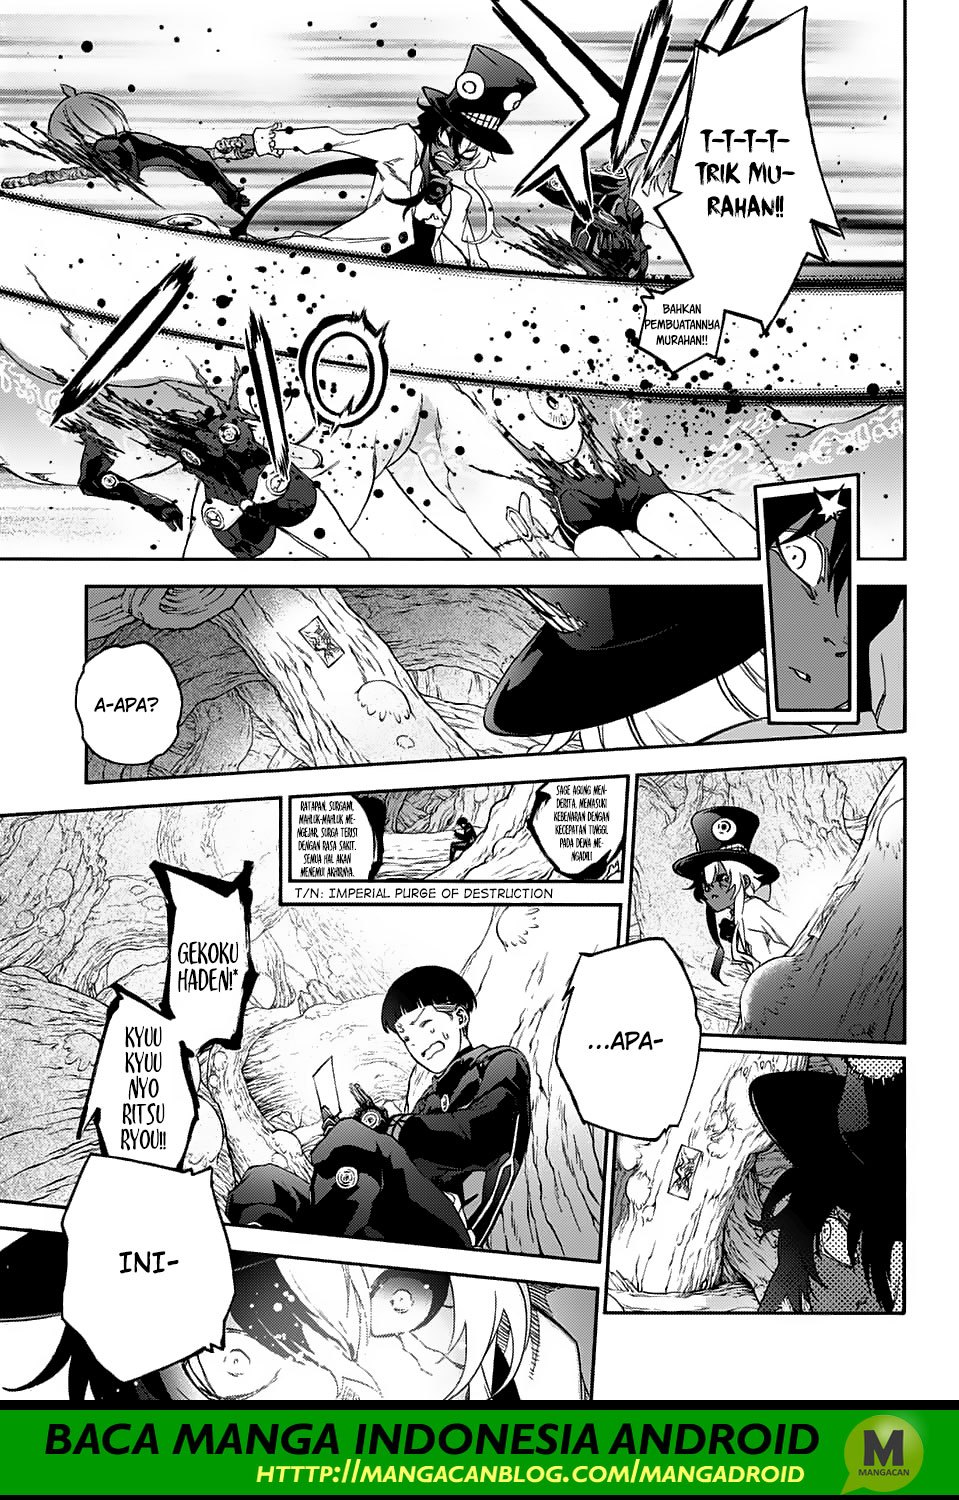 T-T-T-T-
TRIK MU-
RAHAN!!
BAHKAN
PEMBUATANNYA
MURAHAN!!
A-APA?
SAGE AGUNG MEN-
DERITA, MEMASUKI
KEBENARAN DENGAN
KECEPATAN TINGGI,
PADA DEWA ME-
NGADILI
RATAPAN, SURGAWI,
MAHLUK-MAHLUK ME-
NGEJAR, SURGA TERISI
DENGAN RASA SAKIT.
SEMUA HAL AKAN
MENEMUI AKHIRNYA.
T/N: IMPERIAL PURGE OF DESTRUCTION
...APA-
GEKOKU
HADEN!*
KYUU
KYUU
NYO
RITSU
RYOU!!
INI-
BACA MANGA INDONESIA ANDROID
HTTTP://MANGACANBLOG.COM/MANGADROID
M
MANGACAN